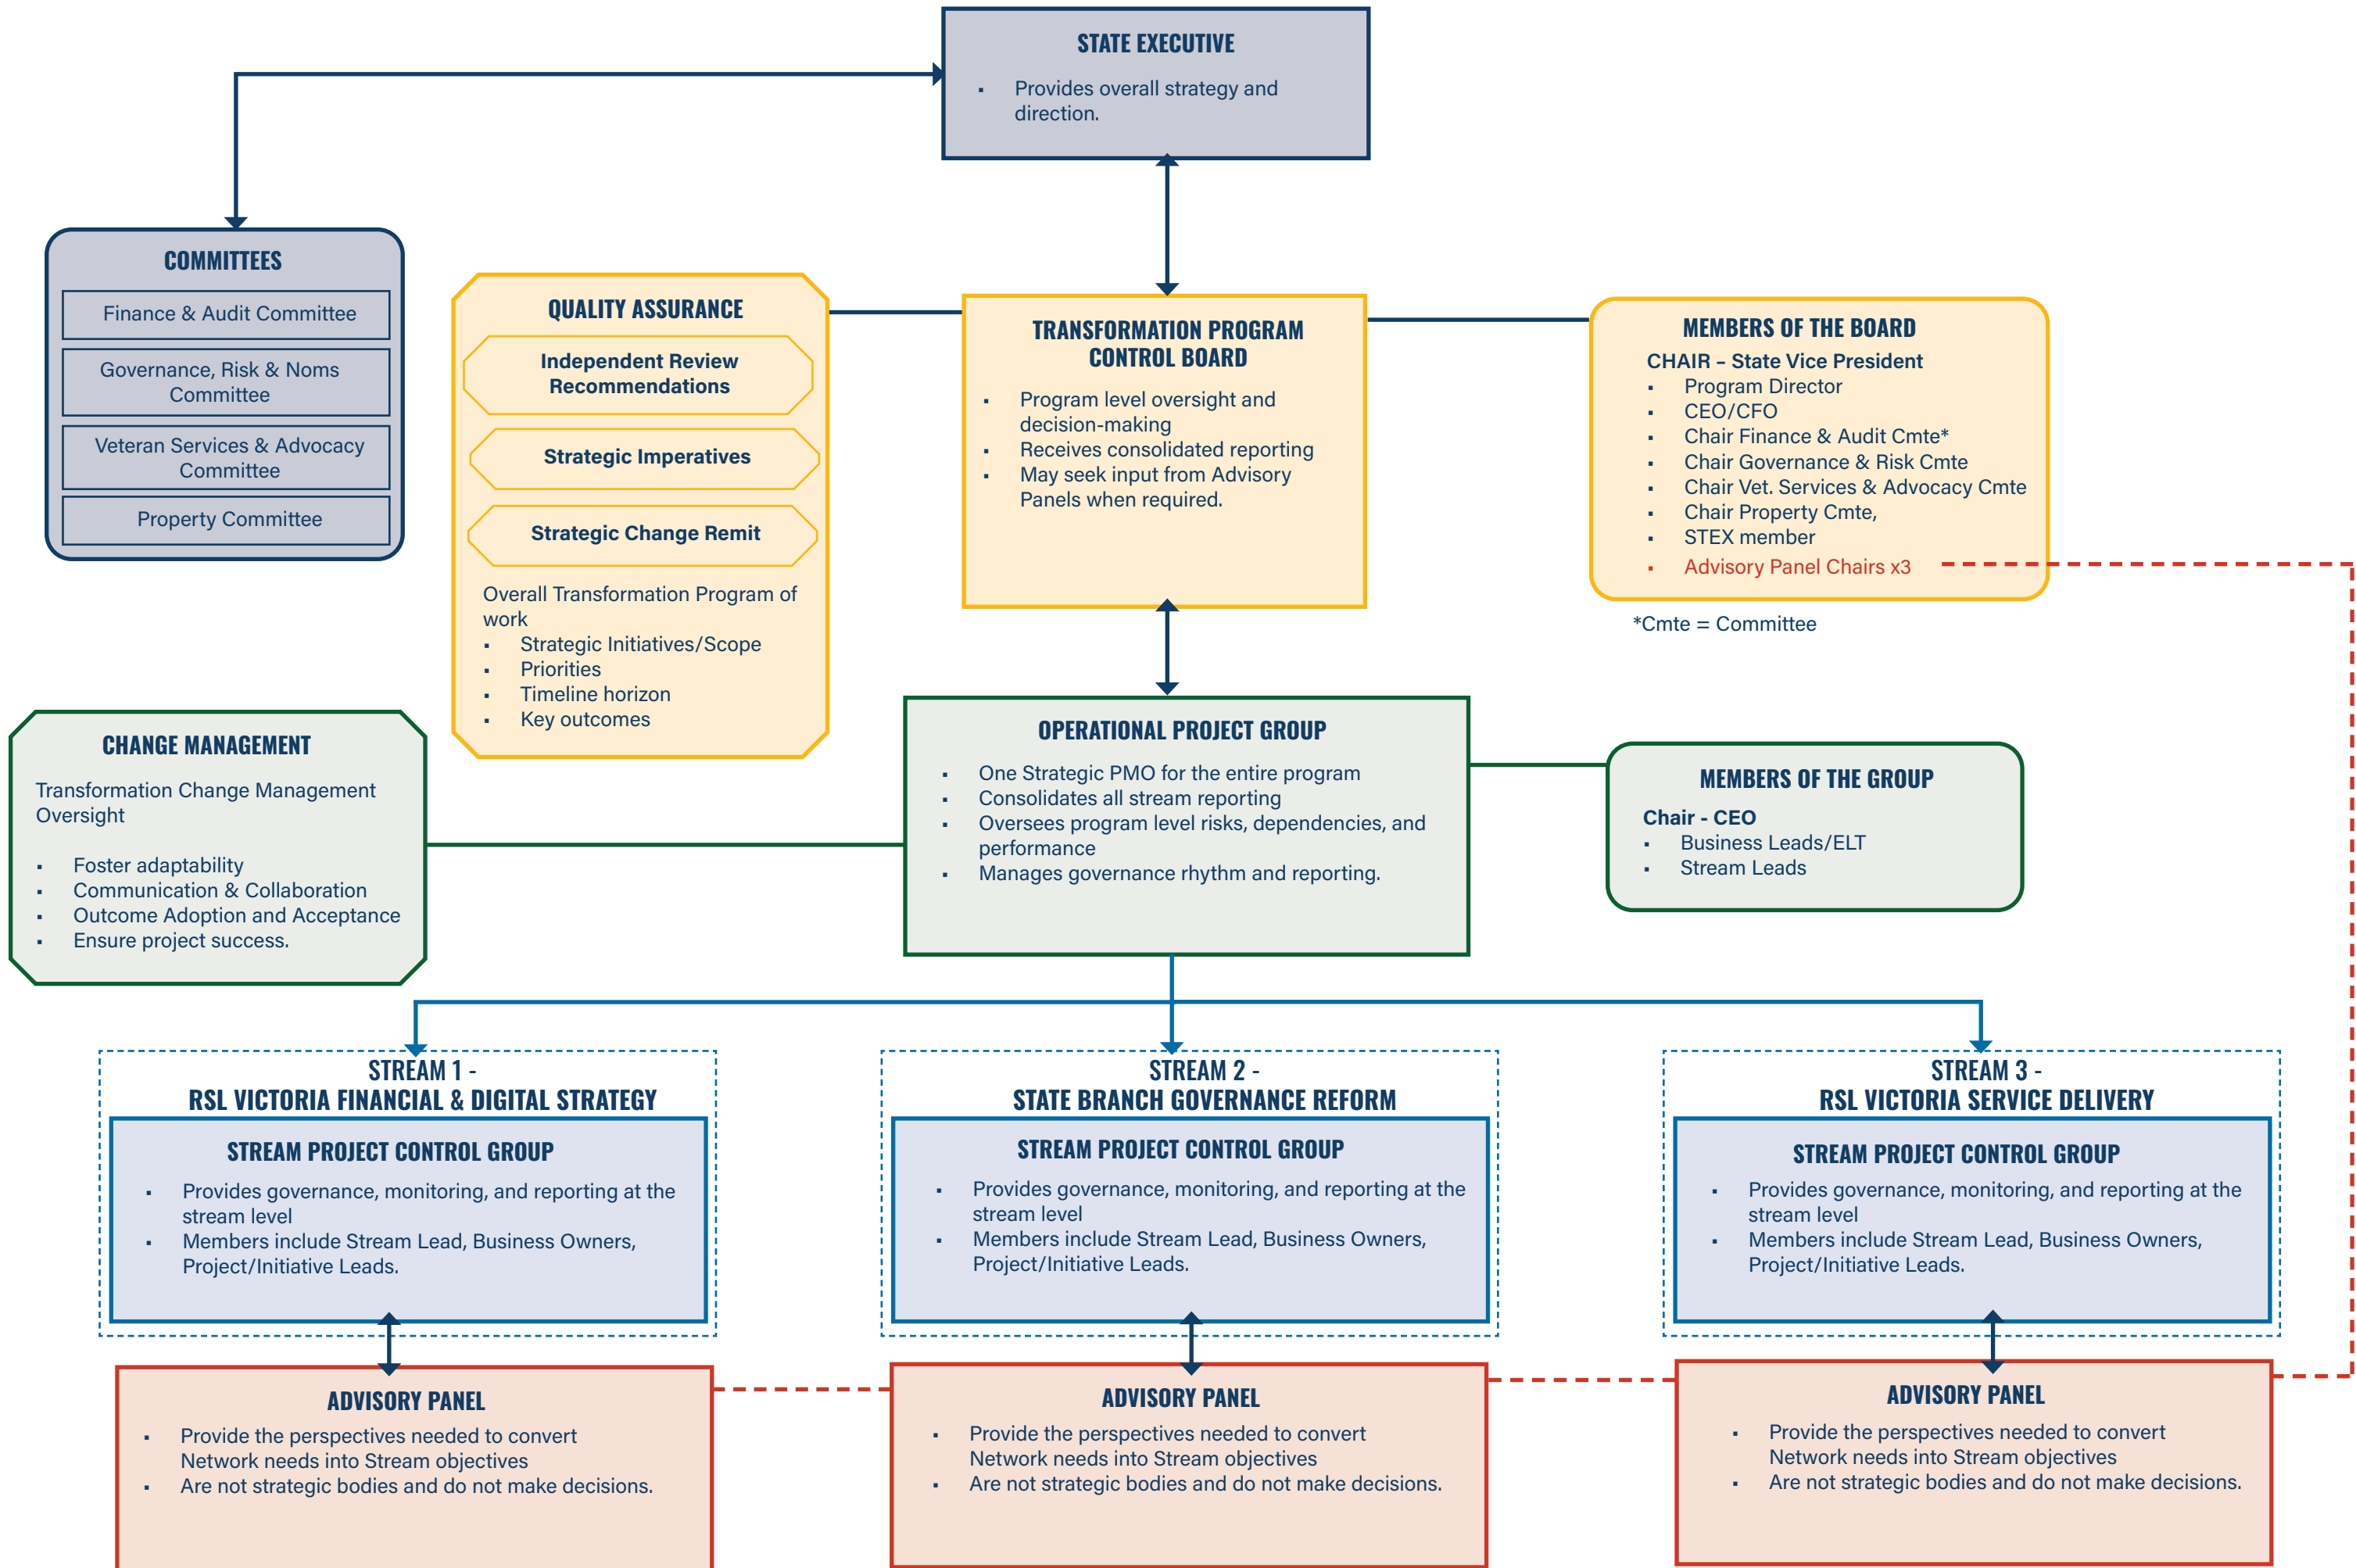 STATE EXECUTIVE
▪ Provides overall strategy and
direction.
COMMITTEES
Finance & Audit Committee
Governance, Risk & Noms
Committee
Veteran Services & Advocacy
Committee
Property Committee
QUALITY ASSURANCE
Independent Review
Recommendations
Strategic Imperatives
Strategic Change Remit
Overall Transformation Program of
work
▪ Strategic Initiatives/Scope
▪ Priorities
▪ Timeline horizon
▪ Key outcomes
TRANSFORMATION PROGRAM
CONTROL BOARD
▪ Program level oversight and
decision-making
▪ Receives consolidated reporting
▪ May seek input from Advisory
Panels when required.
MEMBERS OF THE BOARD
CHAIR – State Vice President
▪ Program Director
▪ CEO/CFO
▪ Chair Finance & Audit Cmte*
▪ Chair Governance & Risk Cmte
▪ Chair Vet. Services & Advocacy Cmte
▪ Chair Property Cmte,
▪ STEX member
▪ Advisory Panel Chairs x3
*Cmte = Committee
CHANGE MANAGEMENT
Transformation Change Management
Oversight
▪ Foster adaptability
▪ Communication & Collaboration
▪ Outcome Adoption and Acceptance
▪ Ensure project success.
OPERATIONAL PROJECT GROUP
▪ One Strategic PMO for the entire program
▪ Consolidates all stream reporting
▪ Oversees program level risks, dependencies, and
performance
▪ Manages governance rhythm and reporting.
MEMBERS OF THE GROUP
Chair - CEO
▪ Business Leads/ELT
▪ Stream Leads
STREAM 1 -
RSL VICTORIA FINANCIAL & DIGITAL STRATEGY
STREAM PROJECT CONTROL GROUP
▪ Provides governance, monitoring, and reporting at the
stream level
▪ Members include Stream Lead, Business Owners,
Project/Initiative Leads.
STREAM 2 -
STATE BRANCH GOVERNANCE REFORM
STREAM PROJECT CONTROL GROUP
▪ Provides governance, monitoring, and reporting at the
stream level
▪ Members include Stream Lead, Business Owners,
Project/Initiative Leads.
STREAM 3 -
RSL VICTORIA SERVICE DELIVERY
STREAM PROJECT CONTROL GROUP
▪ Provides governance, monitoring, and reporting at the
stream level
▪ Members include Stream Lead, Business Owners,
Project/Initiative Leads.
ADVISORY PANEL
▪ Provide the perspectives needed to convert
Network needs into Stream objectives
▪ Are not strategic bodies and do not make decisions.
ADVISORY PANEL
▪ Provide the perspectives needed to convert
Network needs into Stream objectives
▪ Are not strategic bodies and do not make decisions.
ADVISORY PANEL
▪ Provide the perspectives needed to convert
Network needs into Stream objectives
▪ Are not strategic bodies and do not make decisions.